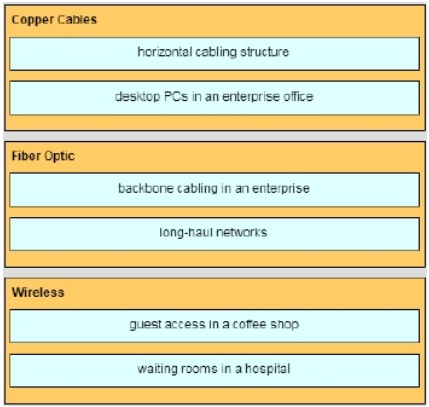 Copper Cables
horizontal cabling structure
desktop PCs in an enterprise office
Fiber Optic
backbone cabling in an enterprise
long-haul networks
Wireless
guest access in a coffee shop
waiting rooms in a hospital